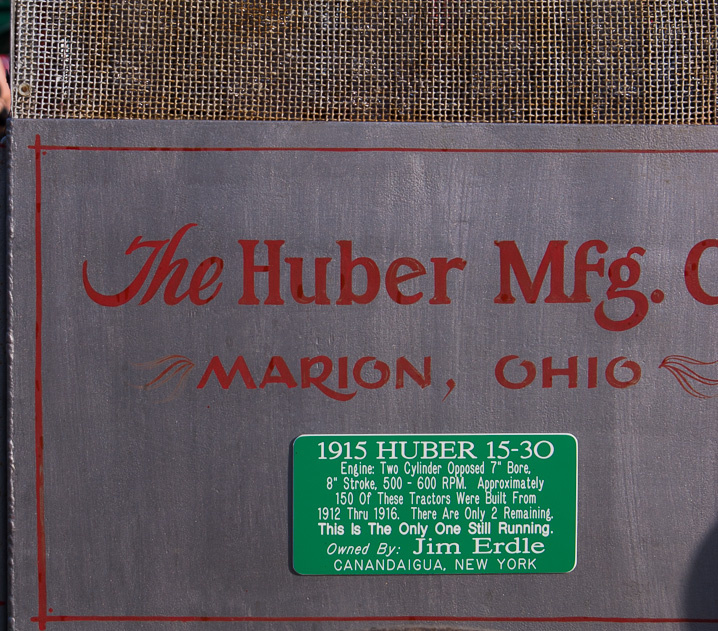 The Huber Mfg. C
MARION, OHIO
1915 HUBER 15-30
Engine: Two Cylinder Opposed 7" Bore,
8" Stroke, 500 - 600 RPM. Approximately
150 Of These Tractors Were Built From
1912 Thru 1916. There Are Only 2 Remaining.
This Is The Only One Still Running.
Owned By: Jim Erdle
CANANDAIGUA, NEW YORK